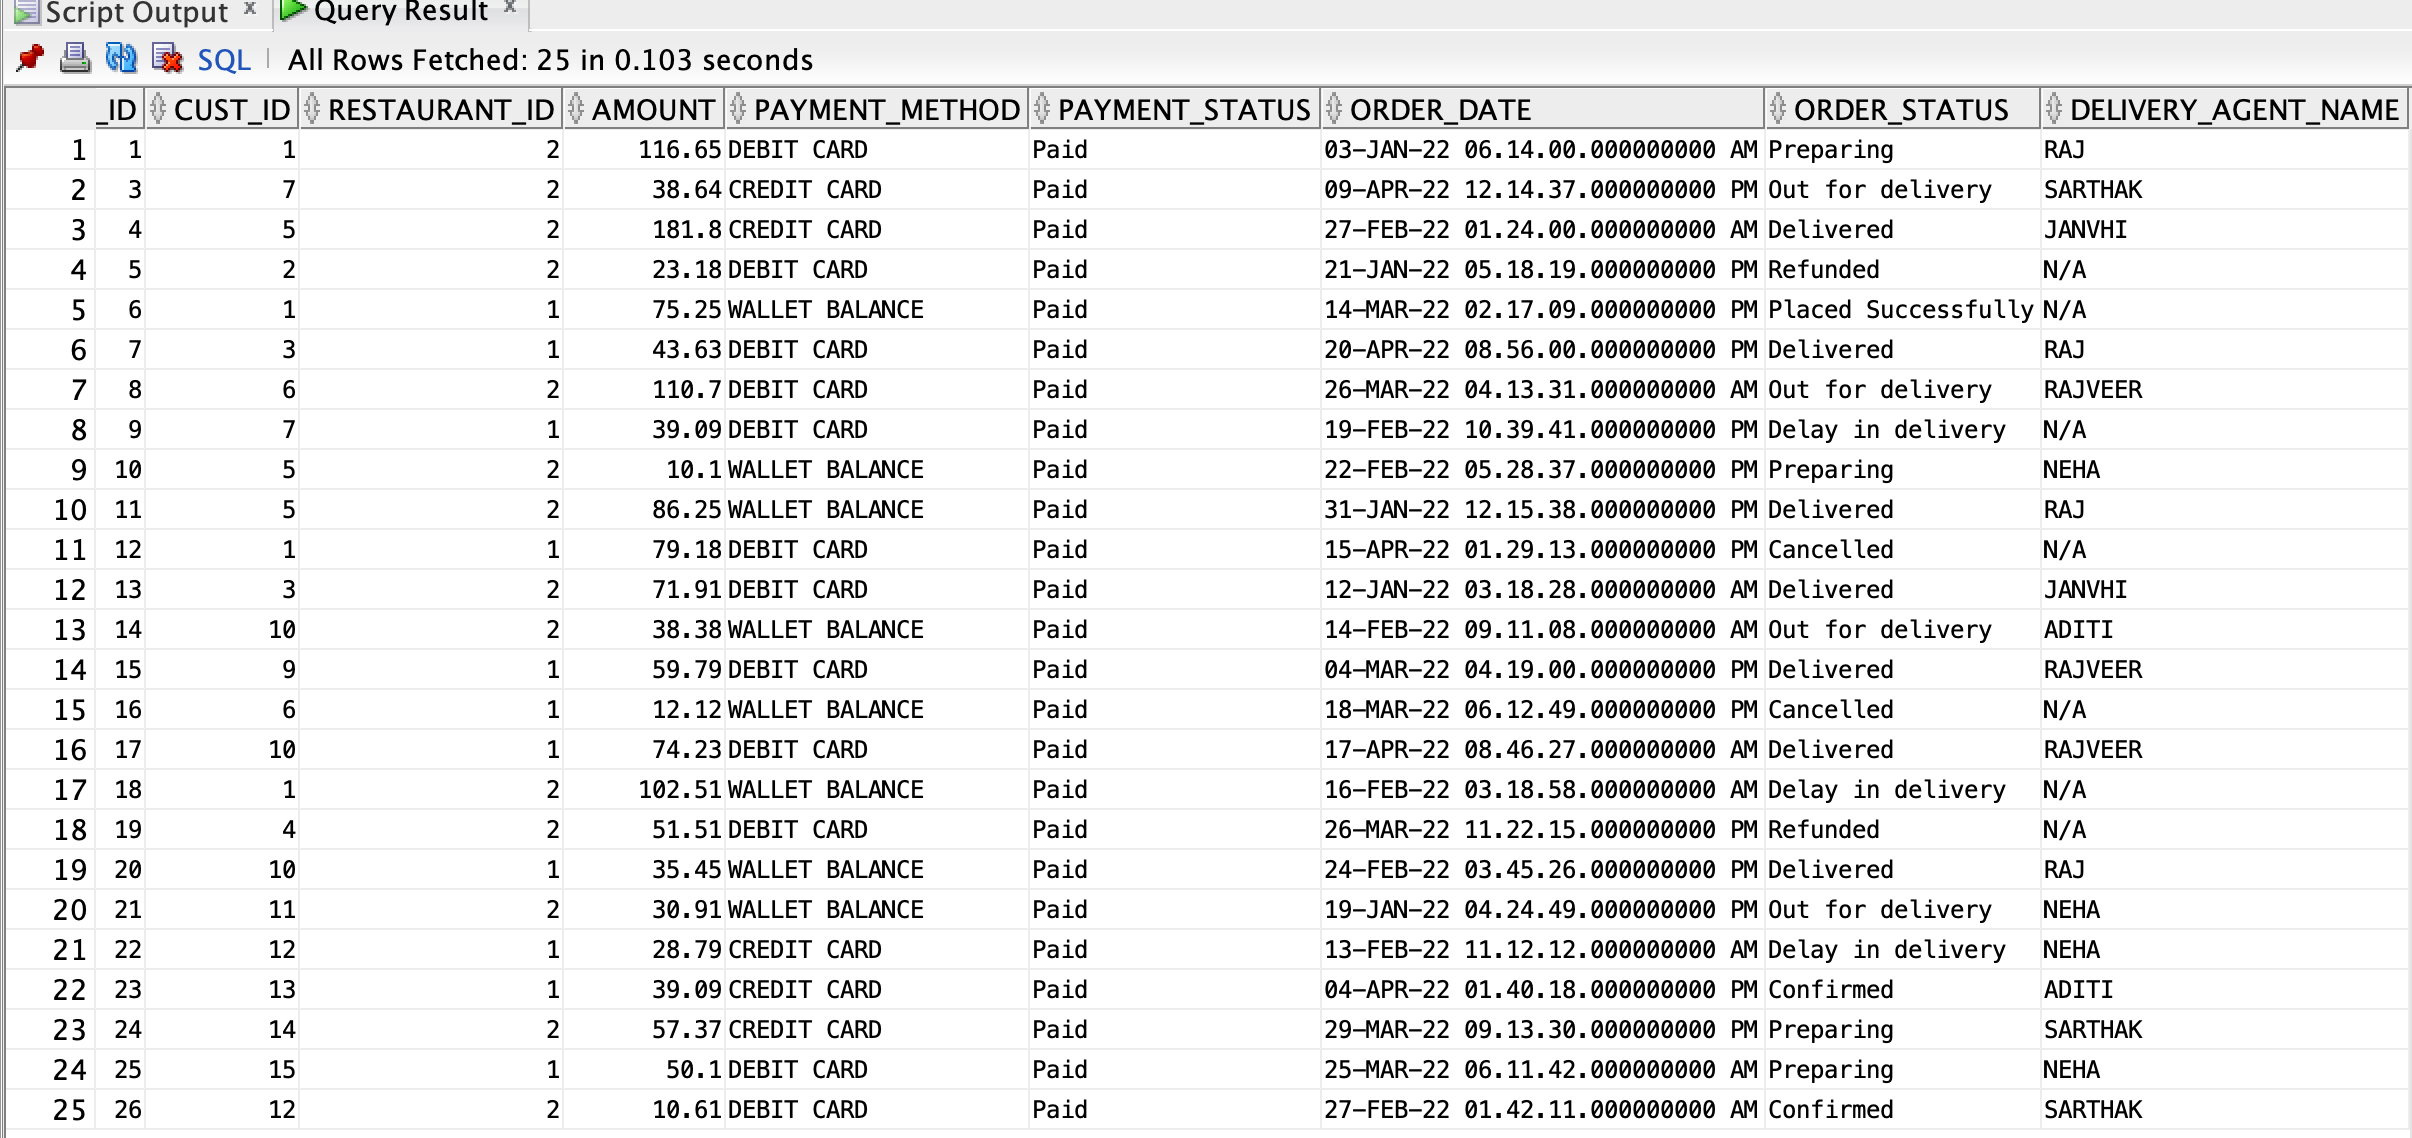 Script Output x Query Result x
SQL | All Rows Fetched: 25 in 0.103 seconds
_ID CUST_ID RESTAURANT_ID AMOUNT PAYMENT_METHOD PAYMENT_STATUS ORDER_DATE ORDER_STATUS DELIVERY_AGENT_NAME
1 1 1 2 116.65 DEBIT CARD Paid 03-JAN-22 06.14.00.000000000 AM Preparing RAJ
2 3 7 2 38.64 CREDIT CARD Paid 09-APR-22 12.14.37.000000000 PM Out for delivery SARTHAK
3 4 5 2 181.8 CREDIT CARD Paid 27-FEB-22 01.24.00.000000000 AM Delivered JANVHI
4 5 2 2 23.18 DEBIT CARD Paid 21-JAN-22 05.18.19.000000000 PM Refunded N/A
5 6 1 1 75.25 WALLET BALANCE Paid 14-MAR-22 02.17.09.000000000 PM Placed Successfully N/A
6 7 3 1 43.63 DEBIT CARD Paid 20-APR-22 08.56.00.000000000 PM Delivered RAJ
7 8 6 2 110.7 DEBIT CARD Paid 26-MAR-22 04.13.31.000000000 AM Out for delivery RAJVEER
8 9 7 1 39.09 DEBIT CARD Paid 19-FEB-22 10.39.41.000000000 PM Delay in delivery N/A
9 10 5 2 10.1 WALLET BALANCE Paid 22-FEB-22 05.28.37.000000000 PM Preparing NEHA
10 11 5 2 86.25 WALLET BALANCE Paid 31-JAN-22 12.15.38.000000000 PM Delivered RAJ
11 12 1 1 79.18 DEBIT CARD Paid 15-APR-22 01.29.13.000000000 PM Cancelled N/A
12 13 3 2 71.91 DEBIT CARD Paid 12-JAN-22 03.18.28.000000000 AM Delivered JANVHI
13 14 10 2 38.38 WALLET BALANCE Paid 14-FEB-22 09.11.08.000000000 AM Out for delivery ADITI
14 15 9 1 59.79 DEBIT CARD Paid 04-MAR-22 04.19.00.000000000 PM Delivered RAJVEER
15 16 6 1 12.12 WALLET BALANCE Paid 18-MAR-22 06.12.49.000000000 PM Cancelled N/A
16 17 10 1 74.23 DEBIT CARD Paid 17-APR-22 08.46.27.000000000 AM Delivered RAJVEER
17 18 1 2 102.51 WALLET BALANCE Paid 16-FEB-22 03.18.58.000000000 AM Delay in delivery N/A
18 19 4 2 51.51 DEBIT CARD Paid 26-MAR-22 11.22.15.000000000 PM Refunded N/A
19 20 10 1 35.45 WALLET BALANCE Paid 24-FEB-22 03.45.26.000000000 PM Delivered RAJ
20 21 11 2 30.91 WALLET BALANCE Paid 19-JAN-22 04.24.49.000000000 PM Out for delivery NEHA
21 22 12 1 28.79 CREDIT CARD Paid 13-FEB-22 11.12.12.000000000 AM Delay in delivery NEHA
22 23 13 1 39.09 CREDIT CARD Paid 04-APR-22 01.40.18.000000000 PM Confirmed ADITI
23 24 14 2 57.37 CREDIT CARD Paid 29-MAR-22 09.13.30.000000000 PM Preparing SARTHAK
24 25 15 1 50.1 DEBIT CARD Paid 25-MAR-22 06.11.42.000000000 AM Preparing NEHA
25 26 12 2 10.61 DEBIT CARD Paid 27-FEB-22 01.42.11.000000000 AM Confirmed SARTHAK